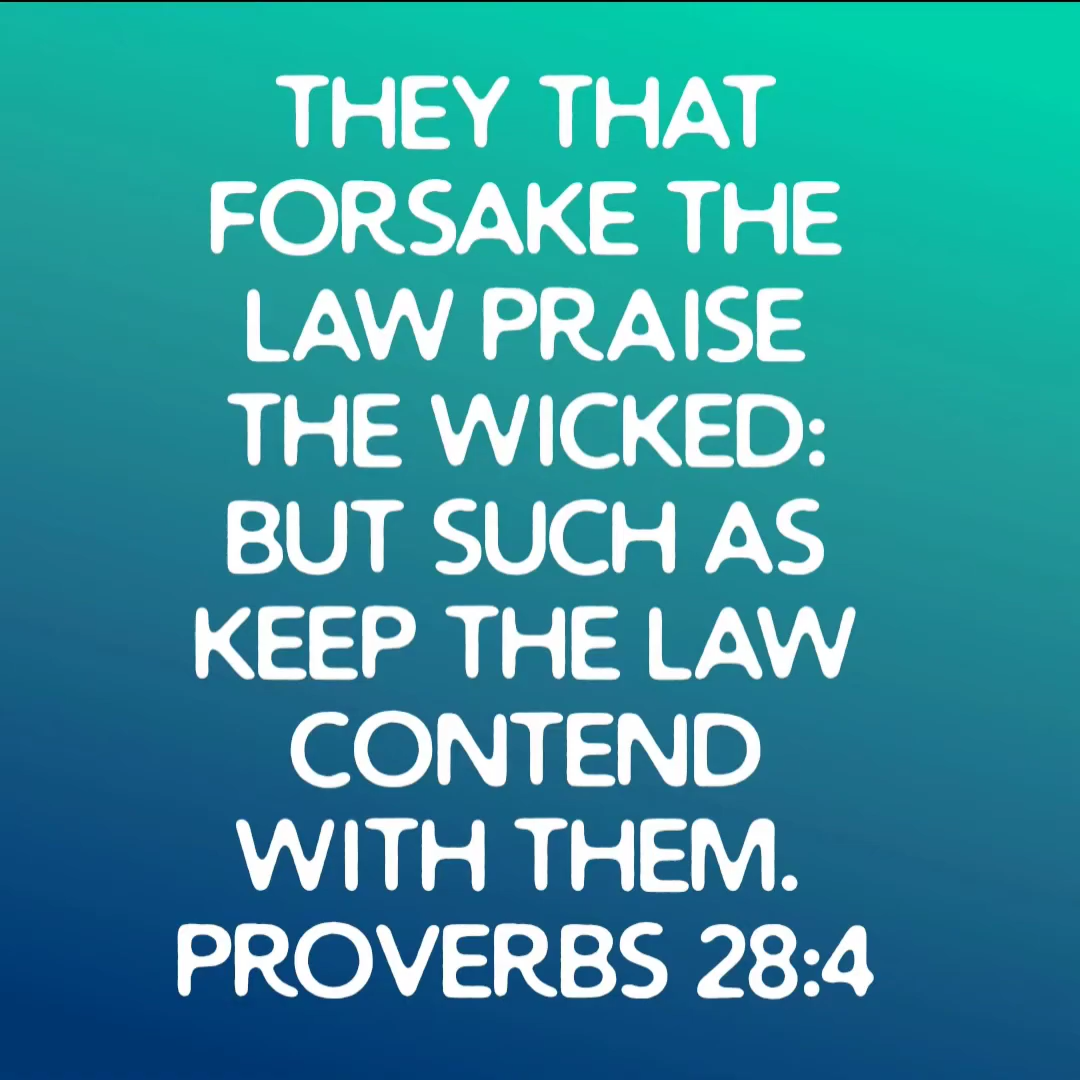 THEY THAT
FORSAKE THE
LAW PRAISE
THE WICKED:
BUT SUCH AS
KEEP THE LAW
CONTEND
WITH THEM.
PROVERBS 28:4